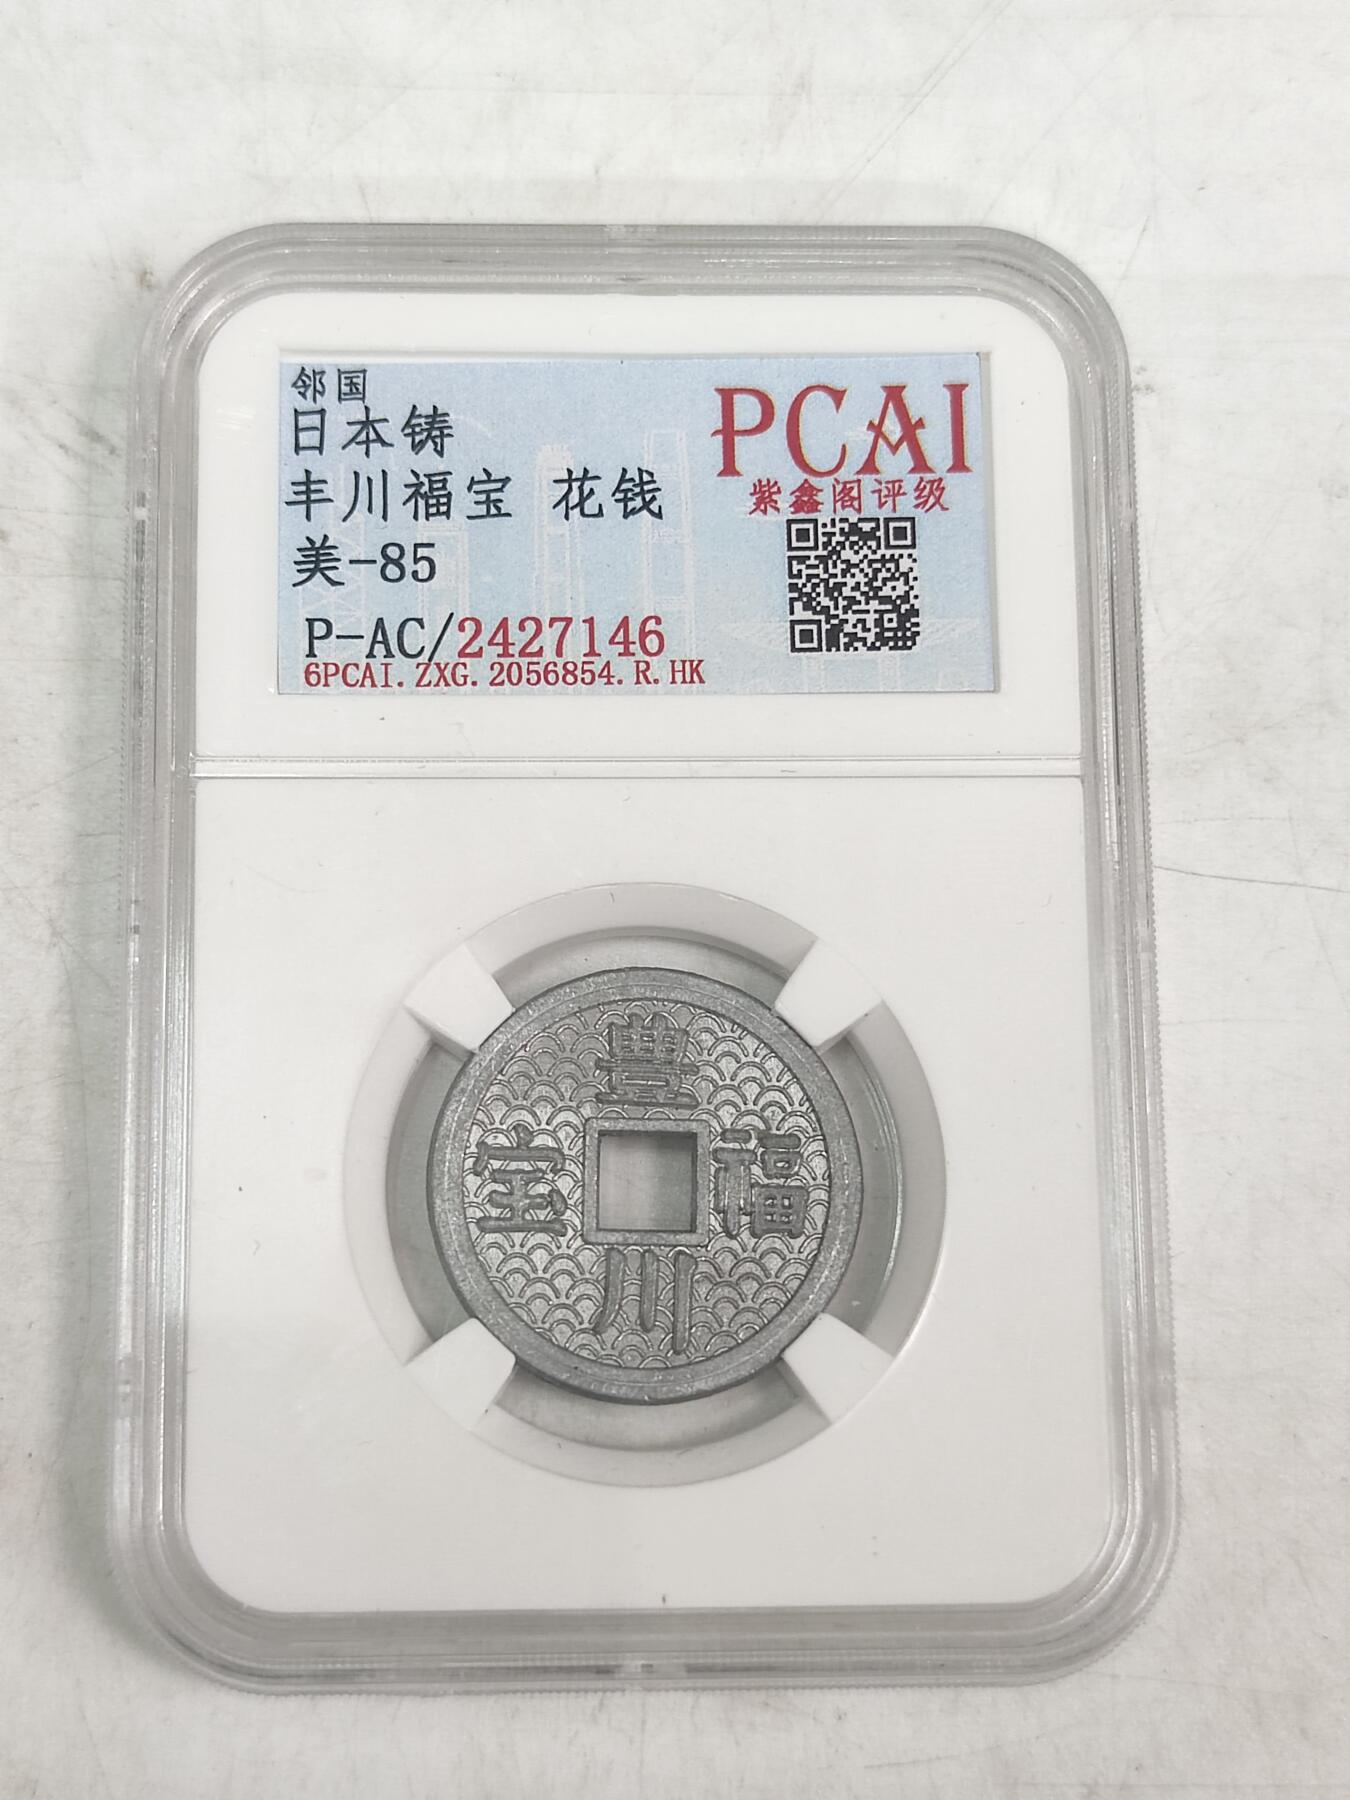 邻国
日本铸
丰川福宝 花钱
美-85
P-AC/2427146
6PCAI.ZXG.2056854.R.HK
PCAI
紫鑫阁评级
豊
川
福
宝